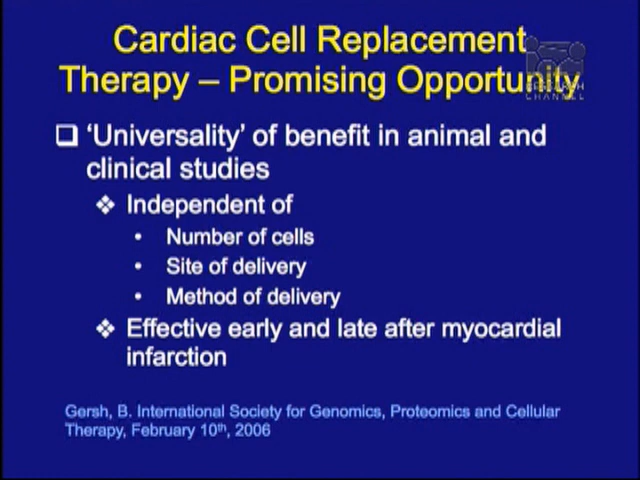 Cardiac Cell Replacement
Therapy – Promising Opportunity
❑ ‘Universality’ of benefit in animal and
clinical studies
❖ Independent of
• Number of cells
• Site of delivery
• Method of delivery
❖ Effective early and late after myocardial
infarction
Gersh, B. International Society for Genomics, Proteomics and Cellular
Therapy, February 10th, 2006
RESEARCH
CHANNEL